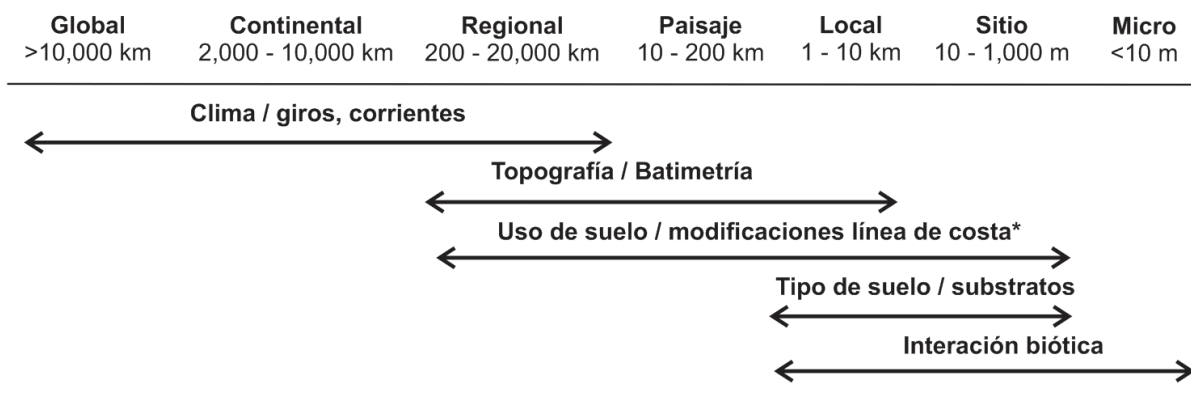 Global Continental Regional Paisaje Local Sitio Micro
>10,000 km 2,000 - 10,000 km 200 - 20,000 km 10 - 200 km 1 - 10 km 10 - 1,000 m <10 m
Clima / giros, corrientes
Topografía / Batimetría
Uso de suelo / modificaciones línea de costa*
Tipo de suelo / substratos
Interación biótica